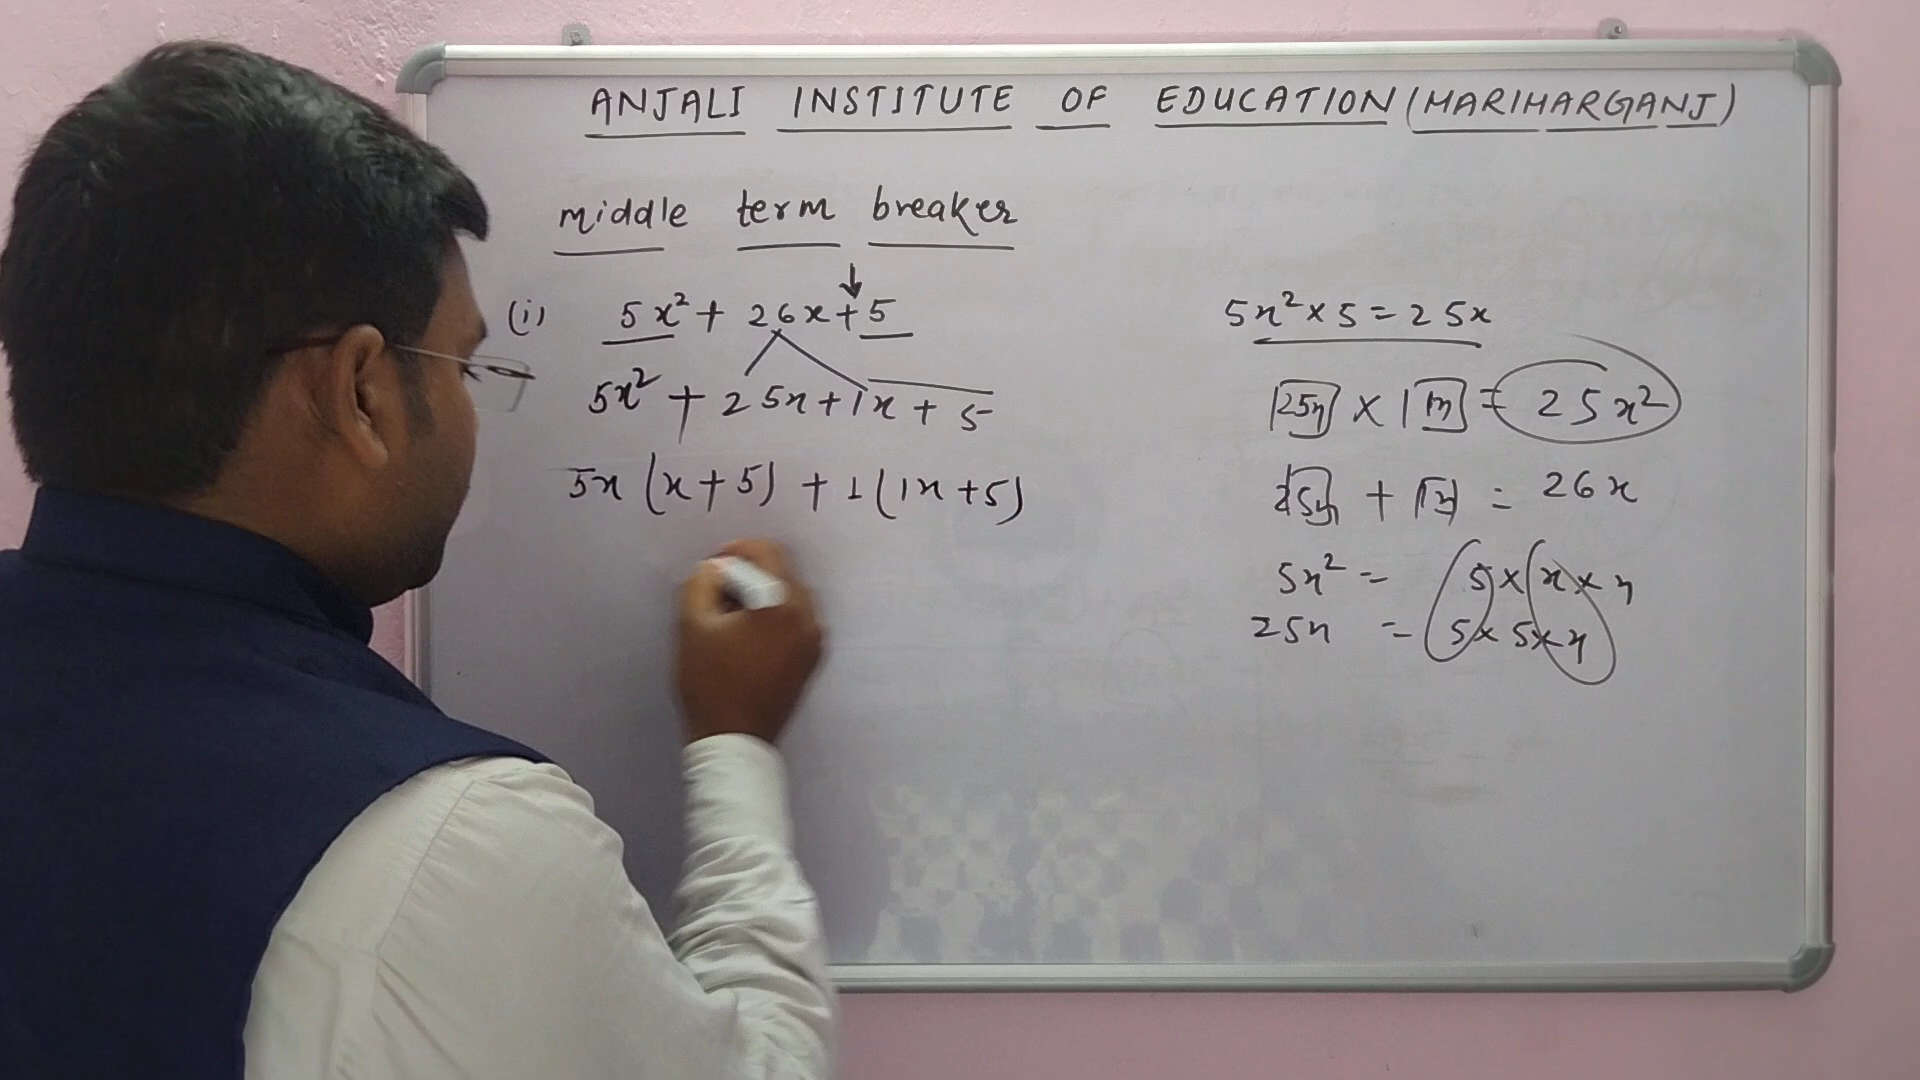 ANJALI INSTITUTE OF EDUCATION (MARIHARGANJ)
middle term breaker
(i) 5x² + 26x + 5
5x² + 25x + 1x + 5
5x (x + 5) + 1 (1x + 5)
5x² × 5 = 25x
25x × 1x = 25x²
25x + 1x = 26x
5x² = 5 × x × x
25x = 5 × 5 × x